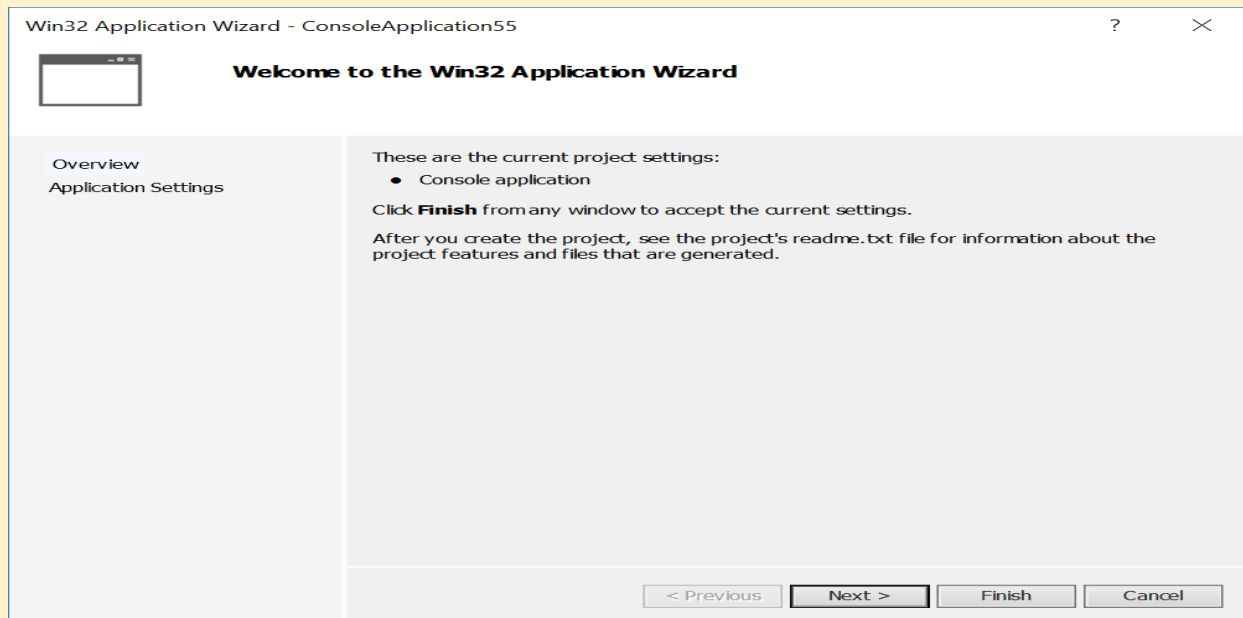 Win32 Application Wizard - ConsoleApplication55
?
Welcome to the Win32 Application Wizard
Overview
Application Settings
These are the current project settings:
● Console application
Click Finish from any window to accept the current settings.
After you create the project, see the project's readme.txt file for information about the
project features and files that are generated.
< Previous
Next >
Finish
Cancel